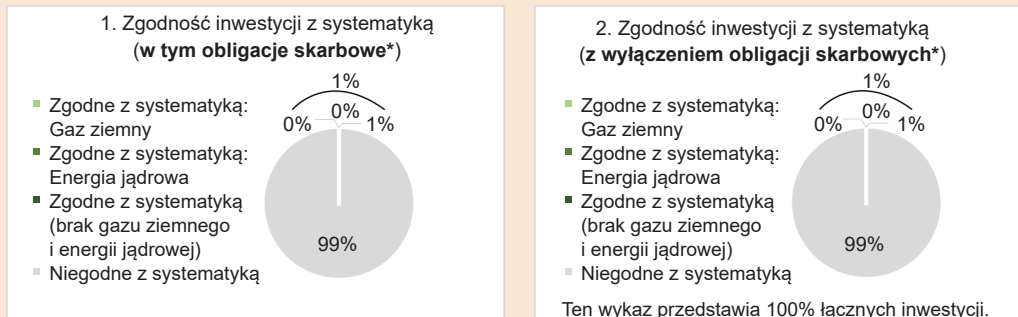 1. Zgodność inwestycji z systematyką
(w tym obligacje skarbowe*)
1%
0%
0%
1%
Zgodne z systematyką:
Gaz ziemny
Zgodne z systematyką:
Energia jądrowa
Zgodne z systematyką
(brak gazu ziemnego
i energii jądrowej)
Niegodne z systematyką
99%
2. Zgodność inwestycji z systematyką
(z wyłączeniem obligacji skarbowych*)
1%
0%
0%
1%
Zgodne z systematyką:
Gaz ziemny
Zgodne z systematyką:
Energia jądrowa
Zgodne z systematyką
(brak gazu ziemnego
i energii jądrowej)
Niegodne z systematyką
99%
Ten wykaz przedstawia 100% łącznych inwestycji.